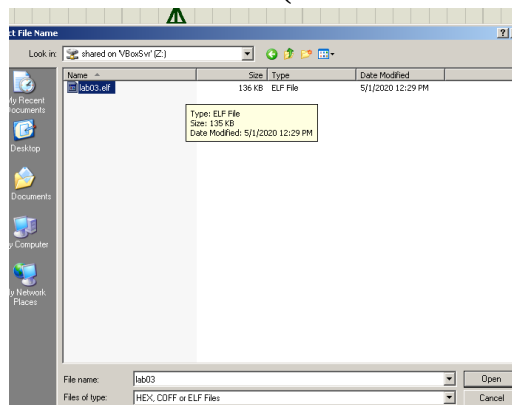 ct File Name
Look in: shared on 'VBoxSvr' (Z:)
Name Size Type Date Modified
lab03.elf 136 KB ELF File 5/1/2020 12:29 PM
Type: ELF File
Size: 135 KB
Date Modified: 5/1/2020 12:29 PM
My Recent
Documents
Desktop
Documents
y Computer
y Network
Places
File name: lab03 Open
Files of type: HEX, COFF or ELF Files Cancel